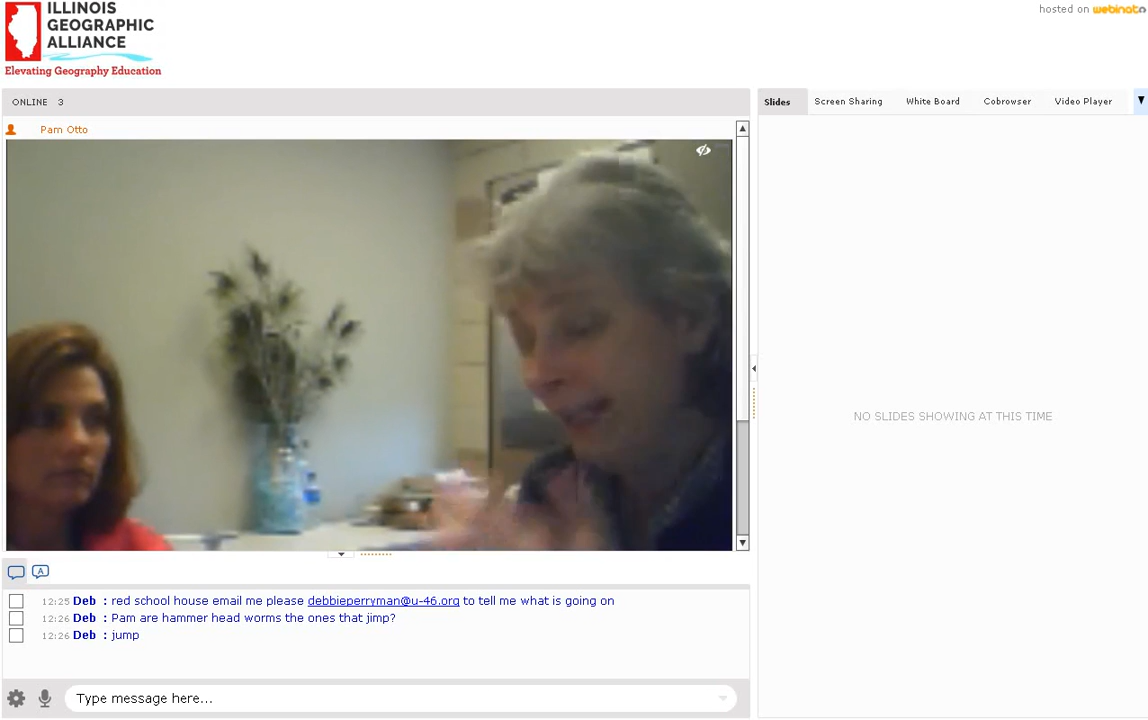 ILLINOIS
GEOGRAPHIC
ALLIANCE
Elevating Geography Education
hosted on webinato
ONLINE 3
Slides Screen Sharing White Board Cobrowser Video Player
Pam Otto
NO SLIDES SHOWING AT THIS TIME
A
12:25 Deb : red school house email me please debbieperryman@u-46.org to tell me what is going on
12:26 Deb : Pam are hammer head worms the ones that jimp?
12:26 Deb : jump
Type message here...